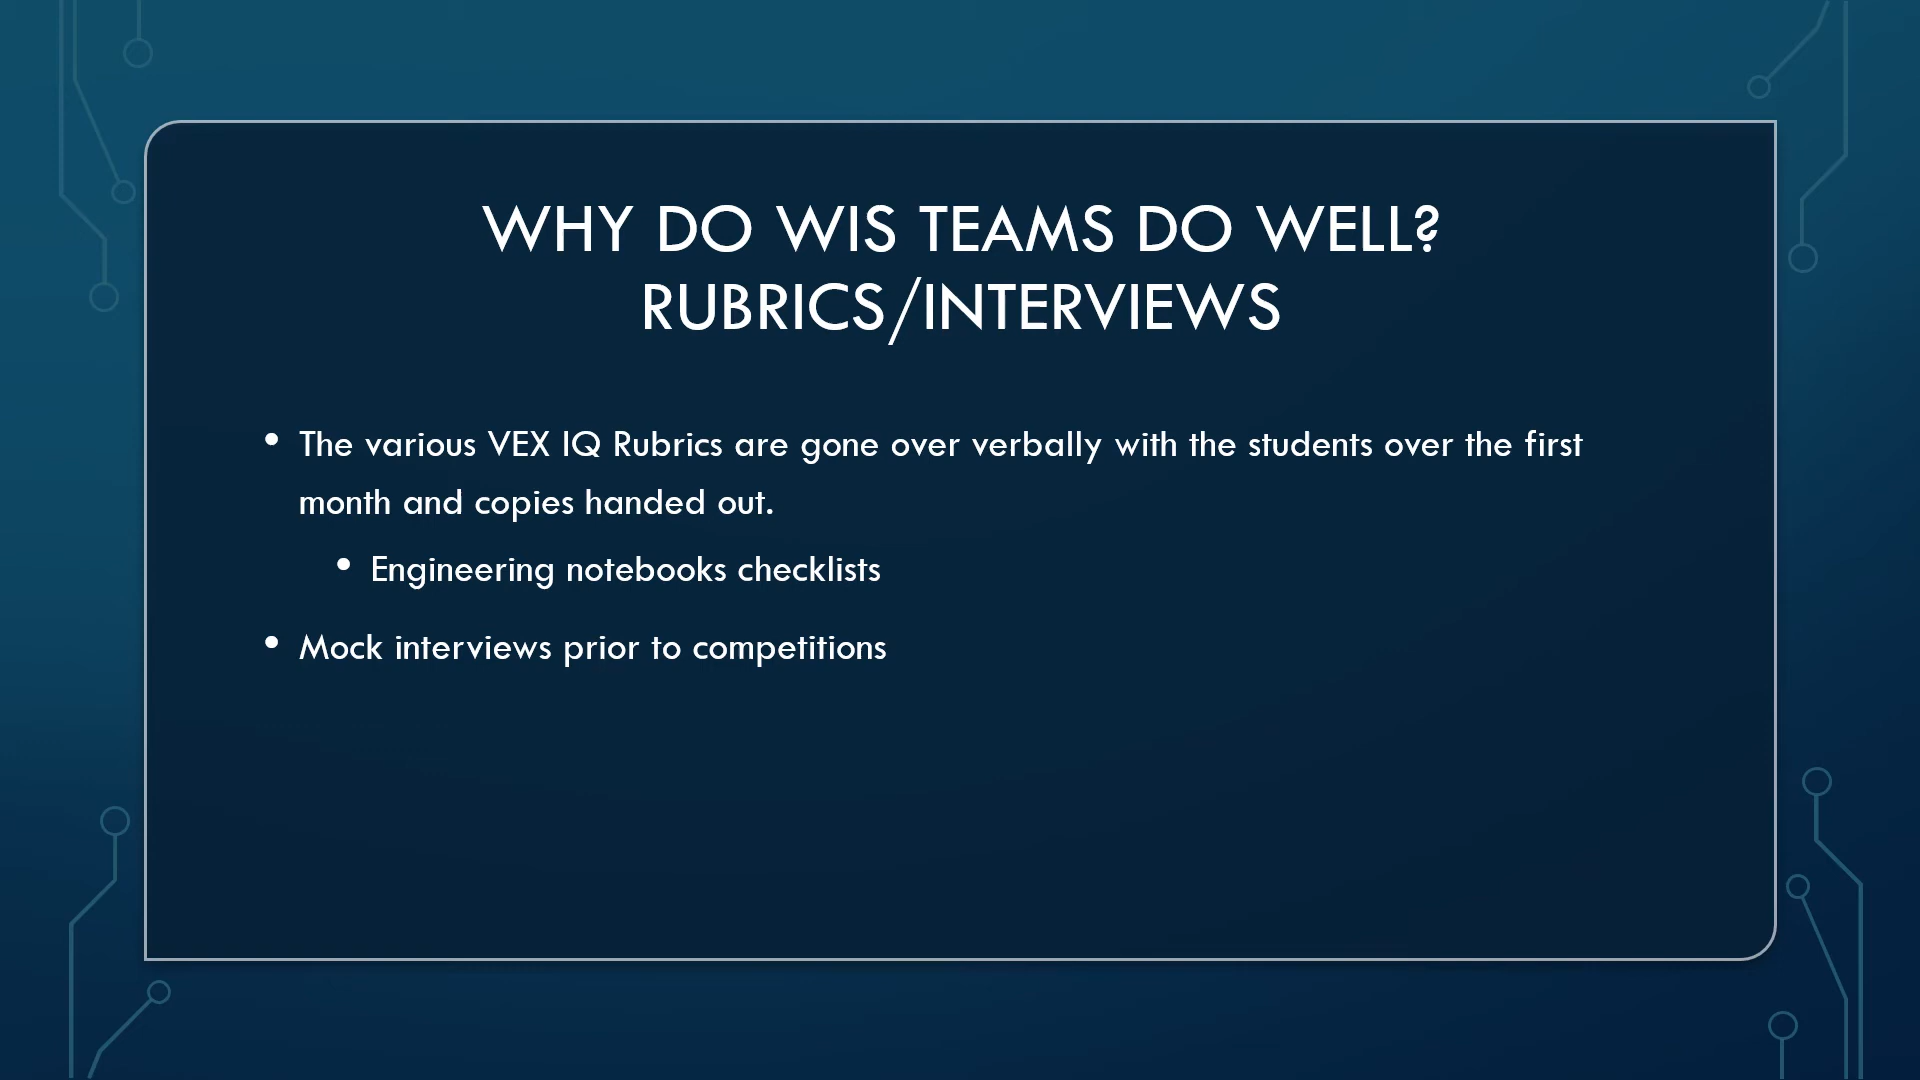 WHY DO WIS TEAMS DO WELL?
RUBRICS/INTERVIEWS
• The various VEX IQ Rubrics are gone over verbally with the students over the first
month and copies handed out.
• Engineering notebooks checklists
• Mock interviews prior to competitions